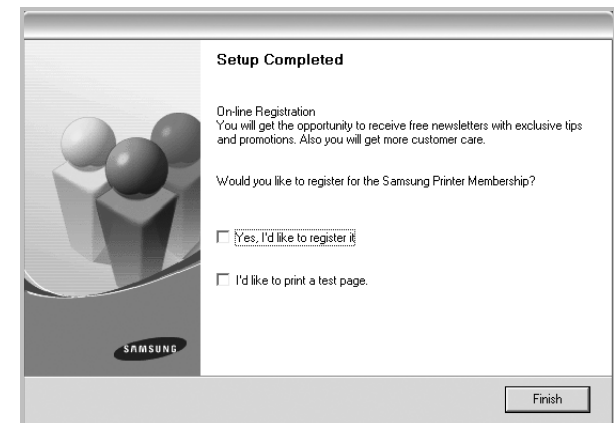 Setup Completed
On-line Registration
You will get the opportunity to receive free newsletters with exclusive tips
and promotions. Also you will get more customer care.
Would you like to register for the Samsung Printer Membership?
Yes, I'd like to register it
I'd like to print a test page.
SAMSUNG
Finish